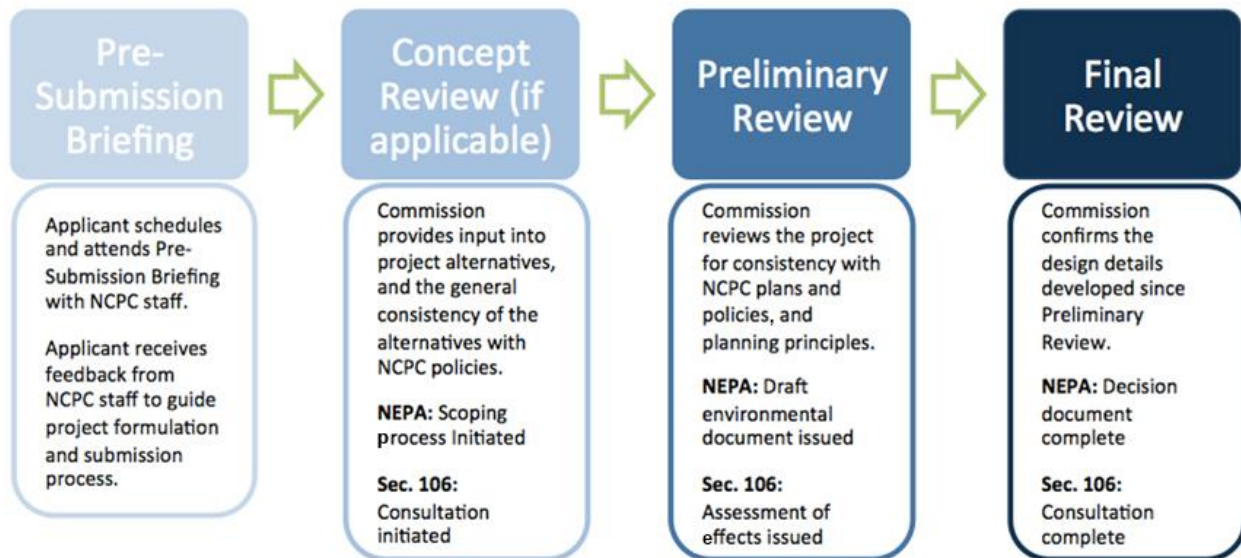 Pre-
Submission
Briefing
Applicant schedules
and attends Pre-
Submission Briefing
with NCPC staff.
Applicant receives
feedback from
NCPC staff to guide
project formulation
and submission
process.
Concept
Review (if
applicable)
Commission
provides input into
project alternatives,
and the general
consistency of the
alternatives with
NCPC policies.
NEPA: Scoping
process Initiated
Sec. 106:
Consultation
initiated
Preliminary
Review
Commission
reviews the project
for consistency with
NCPC plans and
policies, and
planning principles.
NEPA: Draft
environmental
document issued
Sec. 106:
Assessment of
effects issued
Final
Review
Commission
confirms the
design details
developed since
Preliminary
Review.
NEPA: Decision
document
complete
Sec. 106:
Consultation
complete